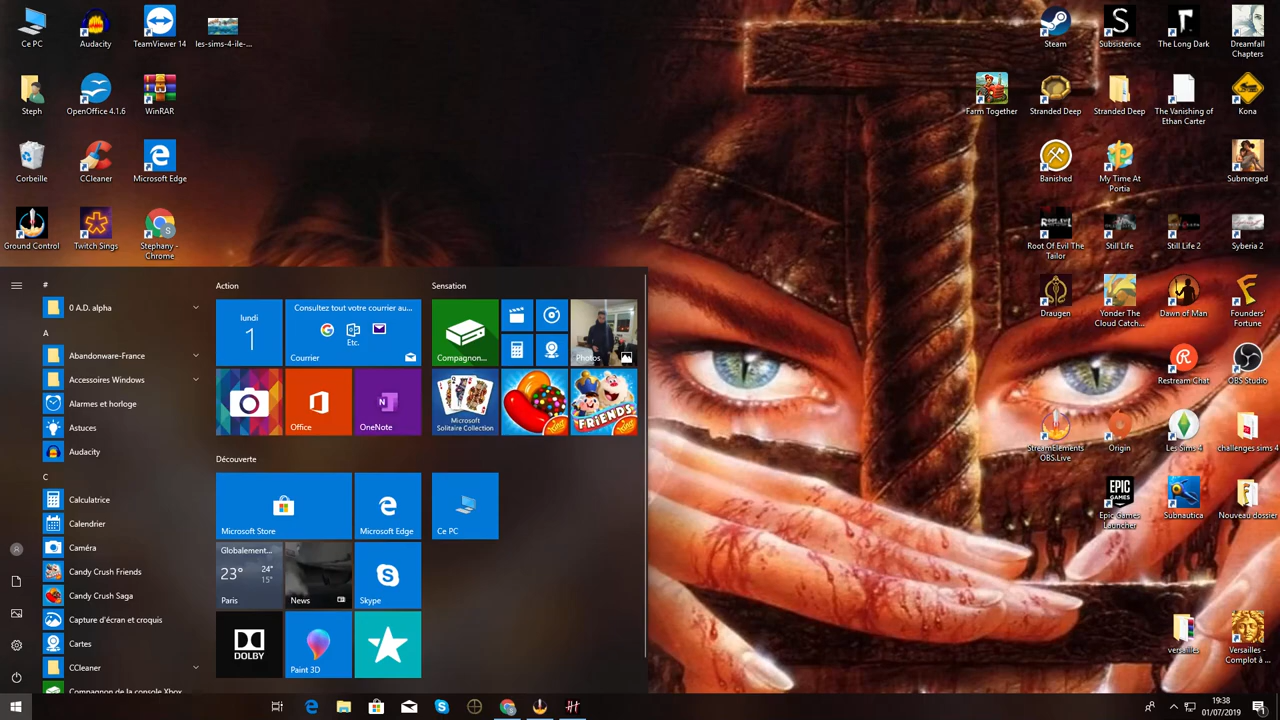 Ce PC
Audacity
TeamViewer 14
les-sims-4-ile-...
Steph
OpenOffice 4.1.6
WinRAR
Corbeille
CCleaner
Microsoft Edge
Ground Control
Twitch Sings
Stephany -
Chrome
Steam
Subsistence
The Long Dark
Dreamfall
Chapters
Farm Together
Stranded Deep
Stranded Deep
The Vanishing of
Ethan Carter
Kona
Banished
My Time At
Portia
Submerged
Root Of Evil The
Tailor
Still Life
Still Life 2
Syberia 2
Draugen
Yonder The
Cloud Catch...
Dawn of Man
Founders'
Fortune
Restream Chat
OBS Studio
StreamElements
OBS.Live
Origin
Les Sims 4
challenges sims 4
EPIC
GAMES
Epic Games
Launcher
Subnautica
Nouveau dossier
versailles
Versailles -
Complot à ...
#
0 A.D. alpha
A
Abandonware-France
Accessoires Windows
Alarmes et horloge
Astuces
Audacity
C
Calculatrice
Calendrier
Caméra
Candy Crush Friends
Candy Crush Saga
Capture d'écran et croquis
Cartes
CCleaner
Compagnon de la console Xbox
Action
lundi
1
Consultez tout votre courrier au...
Etc.
Courrier
Office
OneNote
Sensation
Compagnon...
Photos
Microsoft
Solitaire Collection
King
FRIENDS
King
Découverte
Microsoft Store
Microsoft Edge
Ce PC
Globalement...
23°
24°
15°
Paris
News
Skype
DOLBY
Paint 3D
19:38
01/07/2019
1